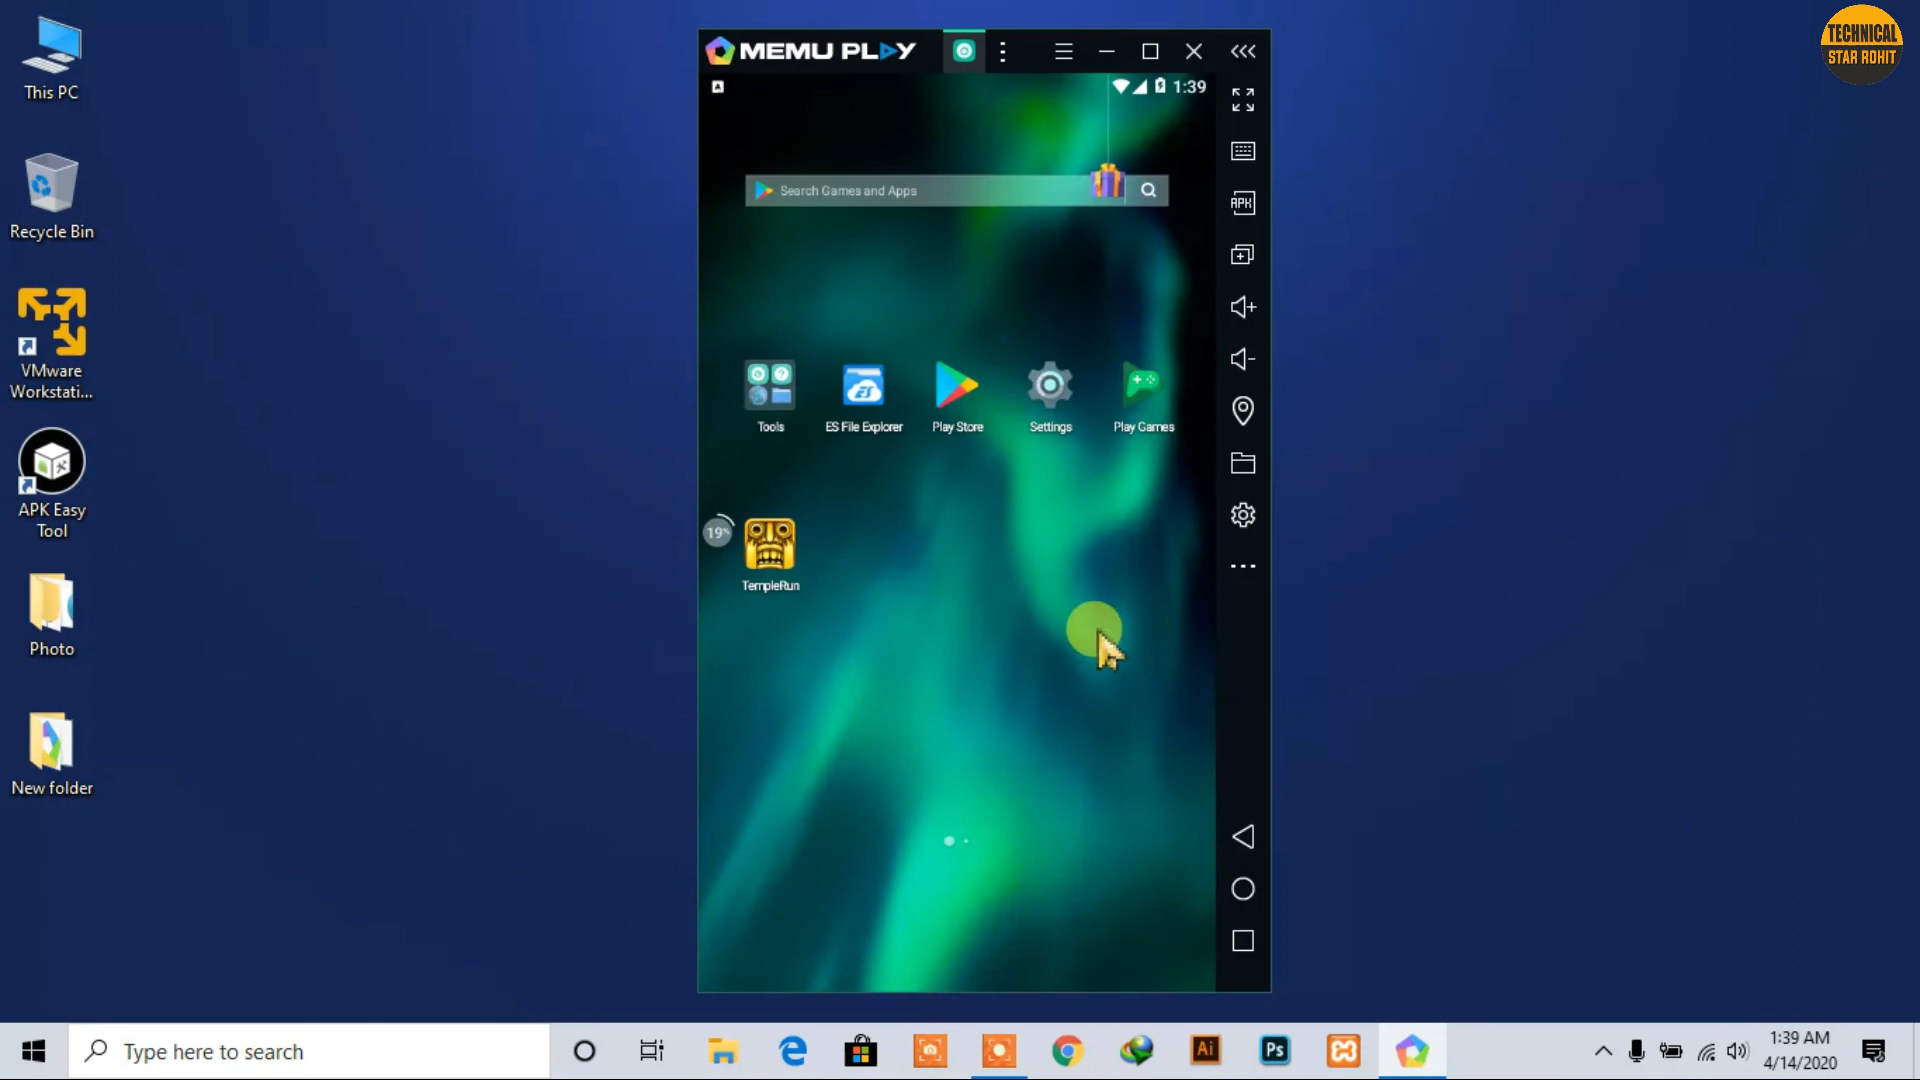 This PC
Recycle Bin
VMware
Workstati...
APK Easy
Tool
Photo
New folder
MEMU PLAY
1:39
Search Games and Apps
APK
Tools
ES File Explorer
Play Store
Settings
Play Games
19%
TempleRun
TECHNICAL
STAR ROHIT
Type here to search
Ai
Ps
1:39 AM
4/14/2020